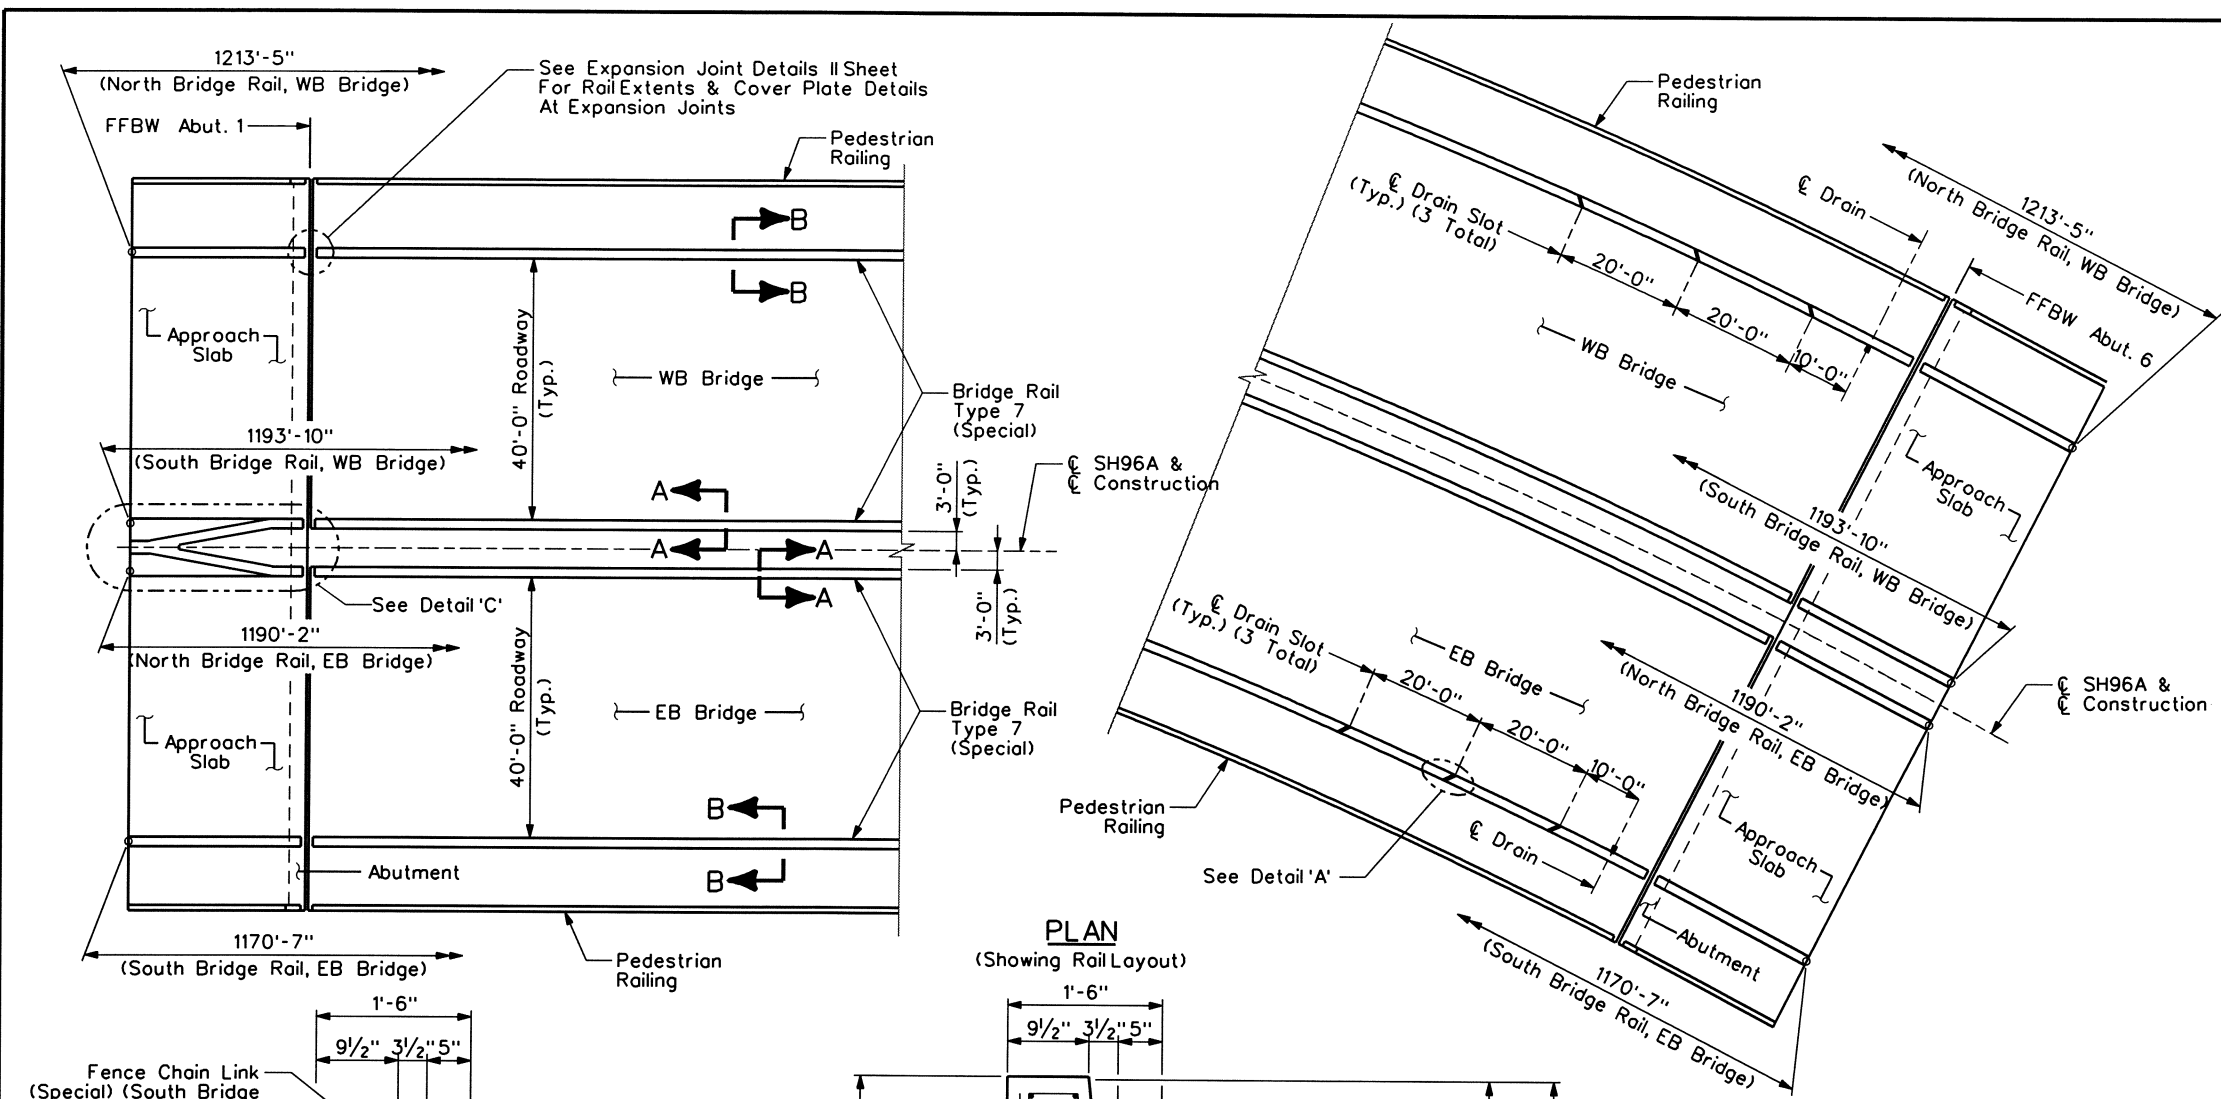 1213'-5"
(North Bridge Rail, WB Bridge)
FFBW Abut. 1
See Expansion Joint Details II Sheet
For Rail Extents & Cover Plate Details
At Expansion Joints
Pedestrian
Railing
B
B
Approach
Slab
40'-0" Roadway
(Typ.)
WB Bridge
Bridge Rail
Type 7
(Special)
1193'-10"
(South Bridge Rail, WB Bridge)
A
A
A
A
3'-0"
(Typ.)
℄ SH96A &
℄ Construction
3'-0"
(Typ.)
See Detail 'C'
1190'-2"
(North Bridge Rail, EB Bridge)
Approach
Slab
40'-0" Roadway
(Typ.)
EB Bridge
Bridge Rail
Type 7
(Special)
B
B
Abutment
1170'-7"
(South Bridge Rail, EB Bridge)
Pedestrian
Railing
Pedestrian
Railing
℄ Drain Slot
(Typ.) (3 Total)
20'-0"
20'-0"
10'-0"
℄ Drain
1213'-5"
(North Bridge Rail, WB Bridge)
FFBW Abut. 6
WB Bridge
Approach
Slab
1193'-10"
(South Bridge Rail, WB Bridge)
℄ Drain Slot
(Typ.) (3 Total)
20'-0"
20'-0"
10'-0"
EB Bridge
1190'-2"
(North Bridge Rail, EB Bridge)
℄ SH96A &
℄ Construction
Pedestrian
Railing
℄ Drain
See Detail 'A'
Approach
Slab
Abutment
1170'-7"
(South Bridge Rail, EB Bridge)
PLAN
(Showing Rail Layout)
1'-6"
9 1/2" 3 1/2" 5"
Fence Chain Link
(Special) (South Bridge
1'-6"
9 1/2" 3 1/2" 5"